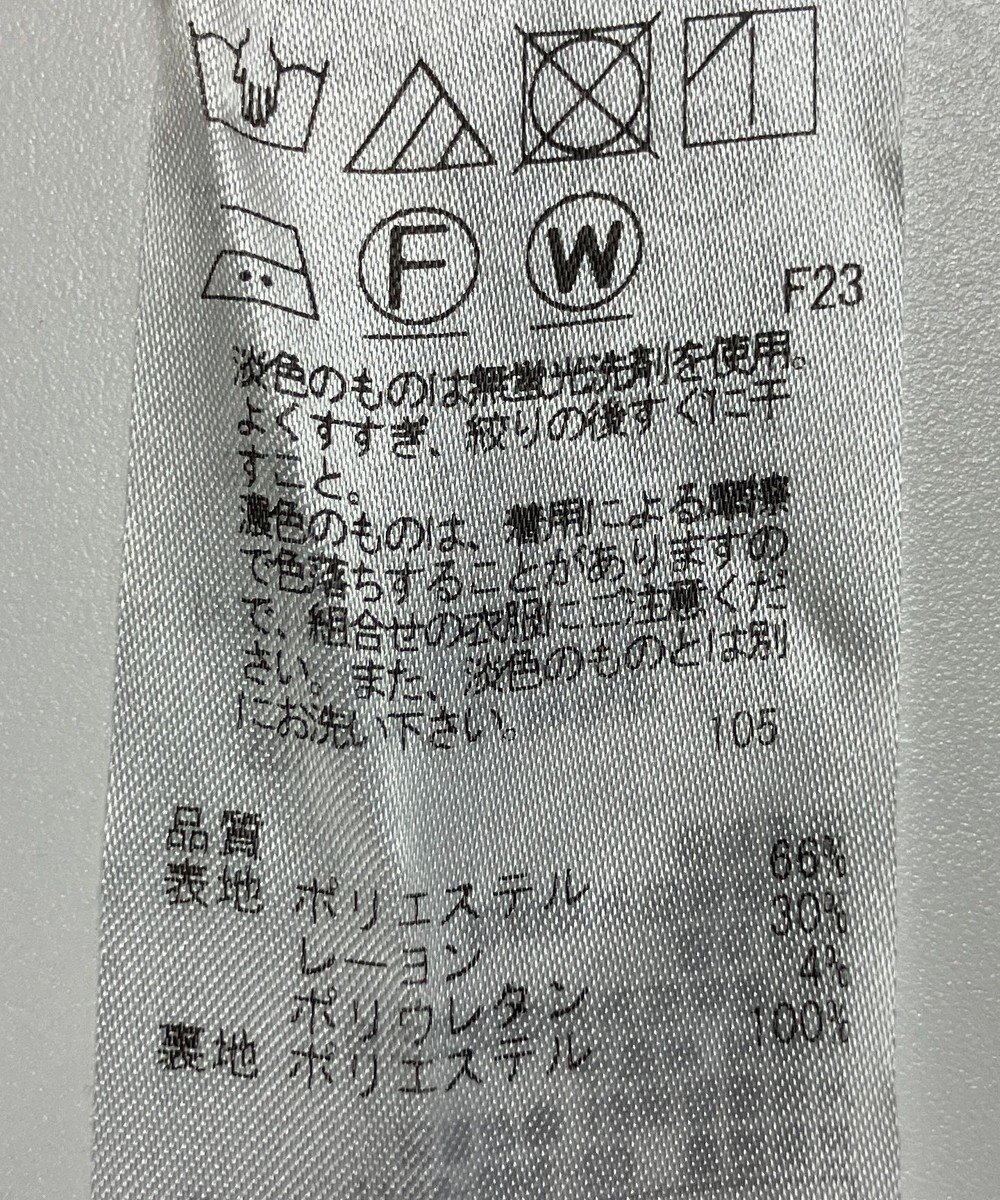 F W F23
淡色のものは無蛍光洗剤を使用。
よくすすぎ、絞りの後すぐに干
すこと。
濃色のものは、着用による摩擦
で色落ちすることがありますの
で、組合せの衣服にご注意くだ
さい。また、淡色のものとは別
にお洗い下さい。 105
品質
表地 ポリエステル 66%
レーヨン 30%
ポリウレタン 4%
裏地 ポリエステル 100%